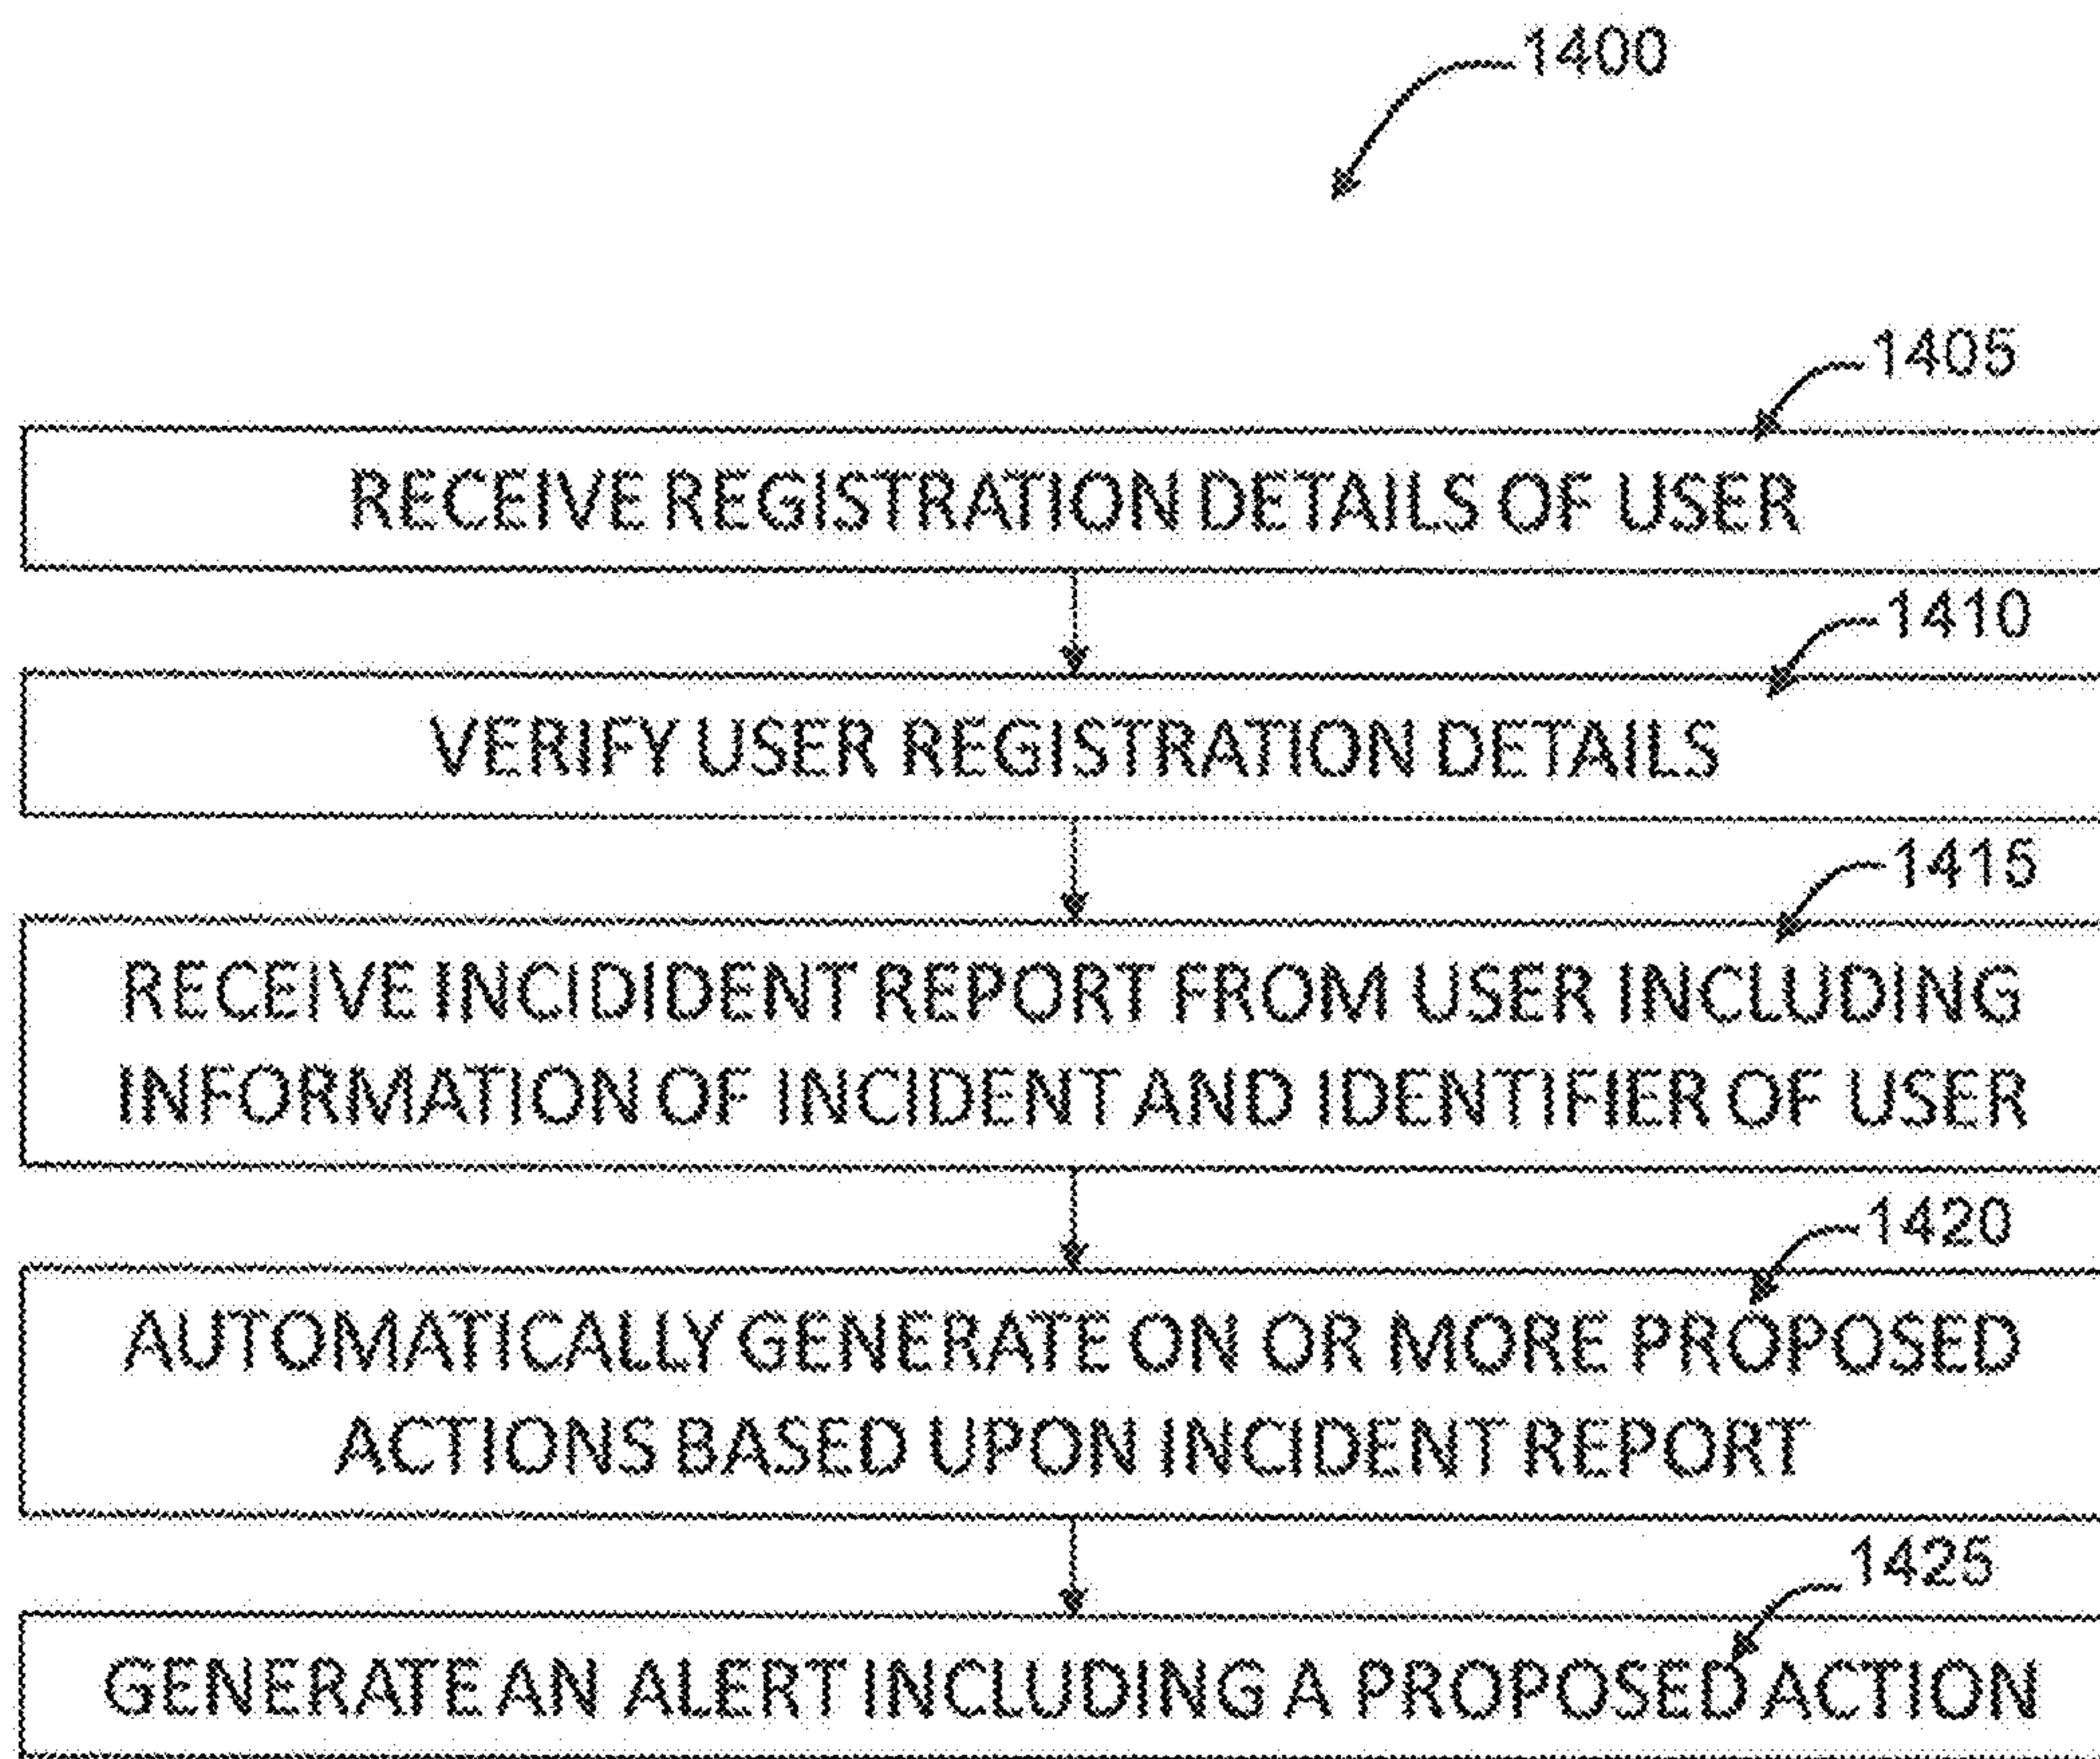 1400
1405
RECEIVE REGISTRATION DETAILS OF USER
1410
VERIFY USER REGISTRATION DETAILS
1415
RECEIVE INCIDIDENT REPORT FROM USER INCLUDING
INFORMATION OF INCIDENT AND IDENTIFIER OF USER
1420
AUTOMATICALLY GENERATE ON OR MORE PROPOSED
ACTIONS BASED UPON INCIDENT REPORT
1425
GENERATE AN ALERT INCLUDING A PROPOSED ACTION